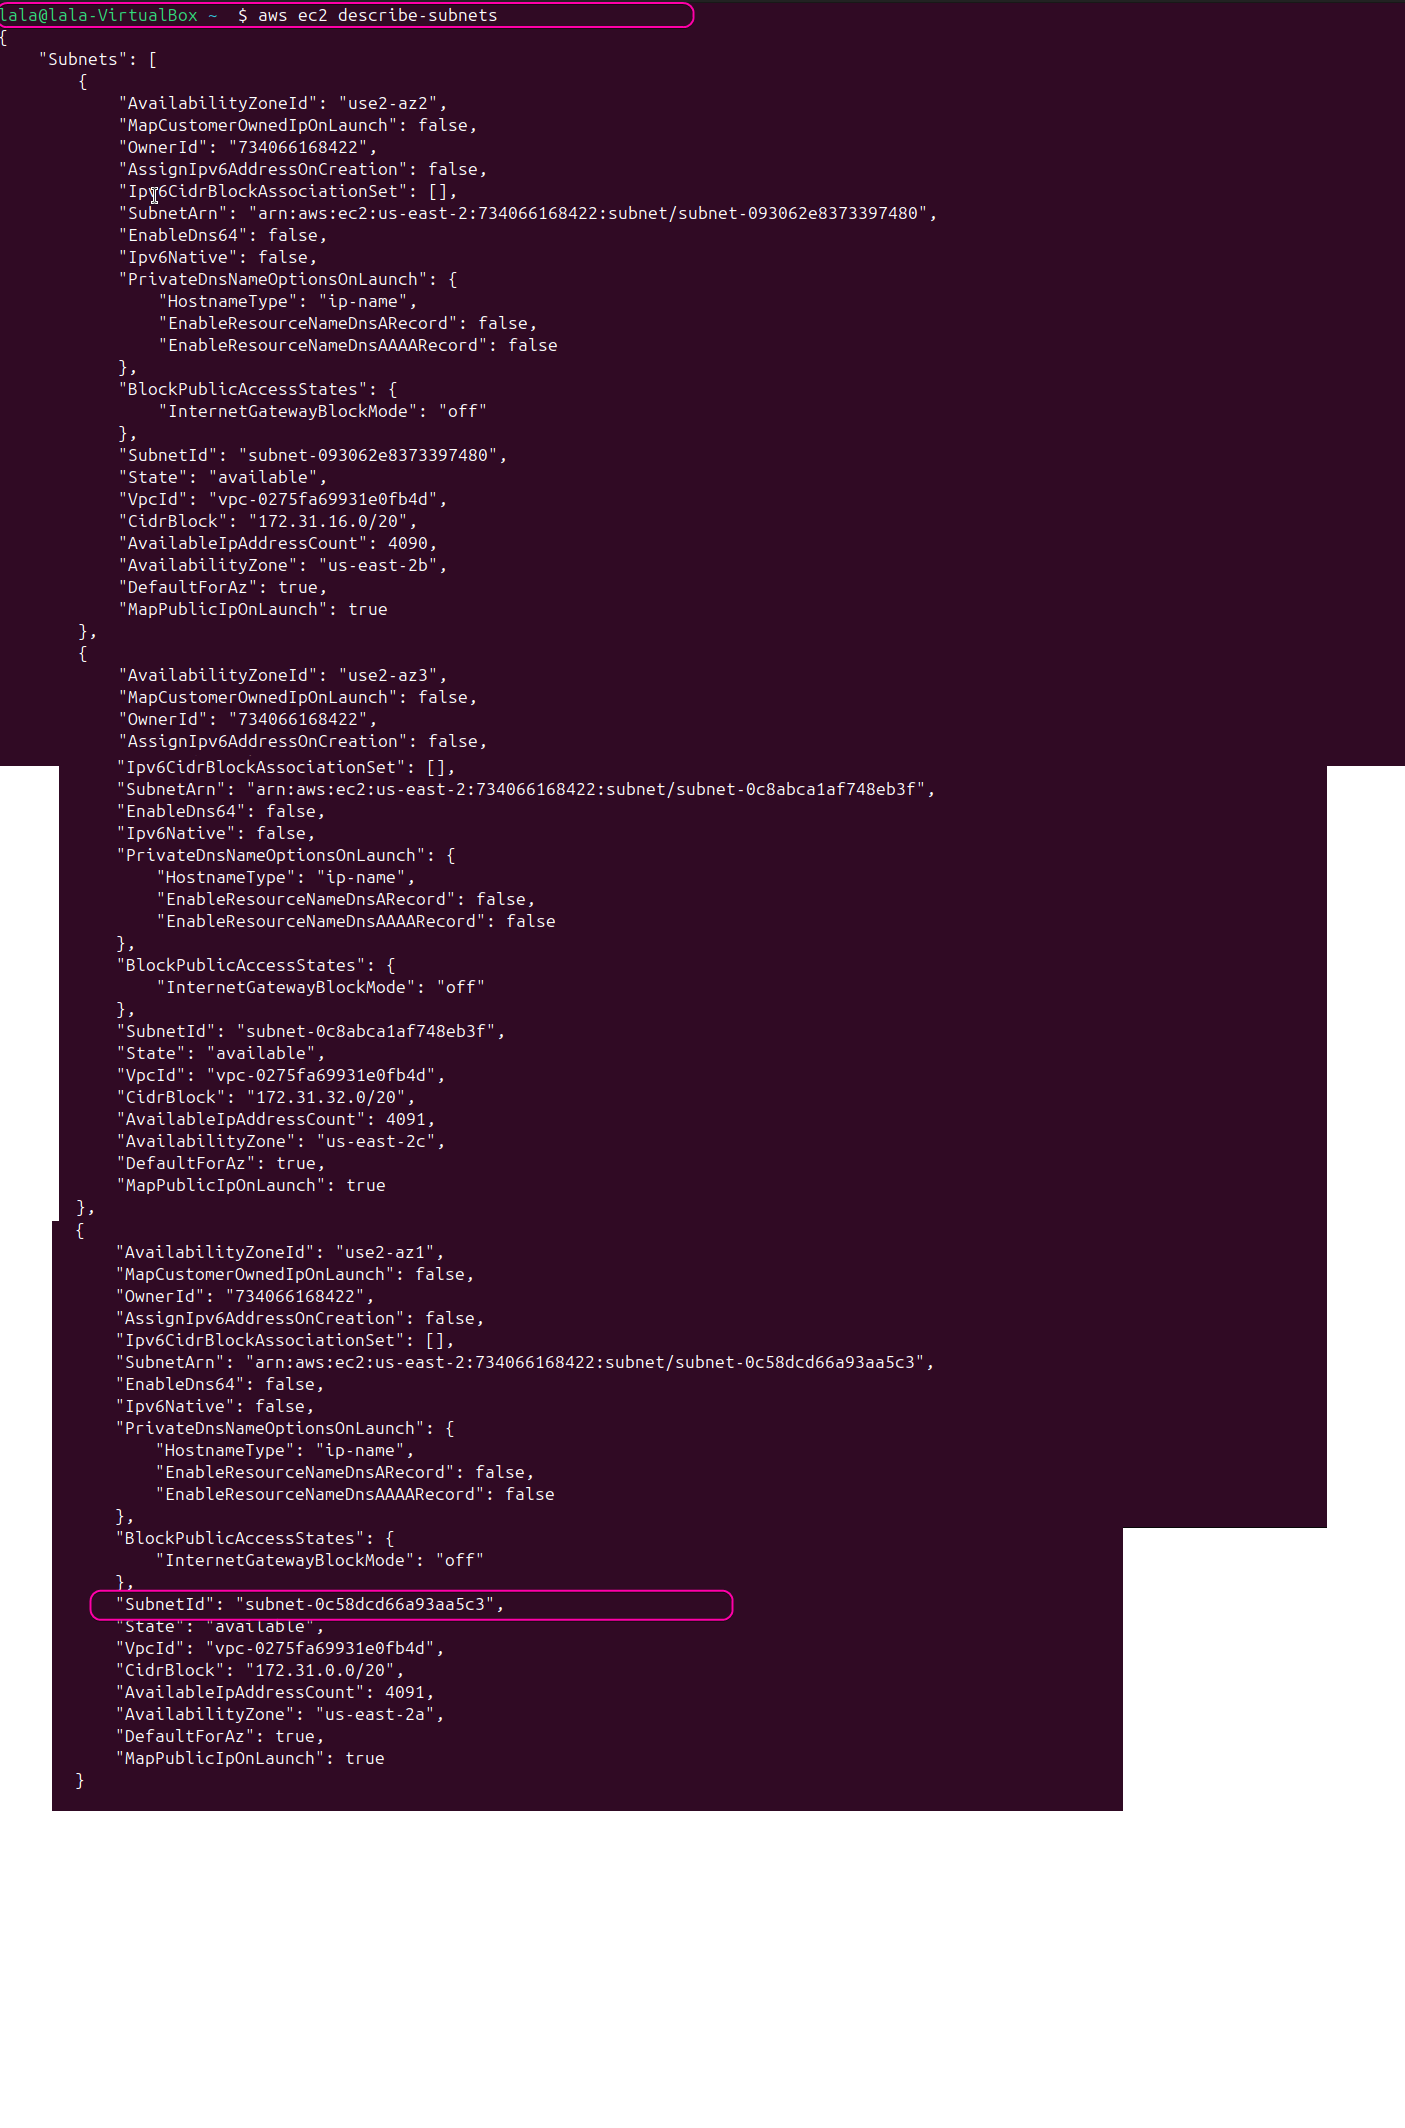 lala@lala-VirtualBox ~  $ aws ec2 describe-subnets
{
    "Subnets": [
        {
            "AvailabilityZoneId": "use2-az2",
            "MapCustomerOwnedIpOnLaunch": false,
            "OwnerId": "734066168422",
            "AssignIpv6AddressOnCreation": false,
            "Ipv6CidrBlockAssociationSet": [],
            "SubnetArn": "arn:aws:ec2:us-east-2:734066168422:subnet/subnet-093062e8373397480",
            "EnableDns64": false,
            "Ipv6Native": false,
            "PrivateDnsNameOptionsOnLaunch": {
                "HostnameType": "ip-name",
                "EnableResourceNameDnsARecord": false,
                "EnableResourceNameDnsAAAARecord": false
            },
            "BlockPublicAccessStates": {
                "InternetGatewayBlockMode": "off"
            },
            "SubnetId": "subnet-093062e8373397480",
            "State": "available",
            "VpcId": "vpc-0275fa69931e0fb4d",
            "CidrBlock": "172.31.16.0/20",
            "AvailableIpAddressCount": 4090,
            "AvailabilityZone": "us-east-2b",
            "DefaultForAz": true,
            "MapPublicIpOnLaunch": true
        },
        {
            "AvailabilityZoneId": "use2-az3",
            "MapCustomerOwnedIpOnLaunch": false,
            "OwnerId": "734066168422",
            "AssignIpv6AddressOnCreation": false,
            "Ipv6CidrBlockAssociationSet": [],
            "SubnetArn": "arn:aws:ec2:us-east-2:734066168422:subnet/subnet-0c8abca1af748eb3f",
            "EnableDns64": false,
            "Ipv6Native": false,
            "PrivateDnsNameOptionsOnLaunch": {
                "HostnameType": "ip-name",
                "EnableResourceNameDnsARecord": false,
                "EnableResourceNameDnsAAAARecord": false
            },
            "BlockPublicAccessStates": {
                "InternetGatewayBlockMode": "off"
            },
            "SubnetId": "subnet-0c8abca1af748eb3f",
            "State": "available",
            "VpcId": "vpc-0275fa69931e0fb4d",
            "CidrBlock": "172.31.32.0/20",
            "AvailableIpAddressCount": 4091,
            "AvailabilityZone": "us-east-2c",
            "DefaultForAz": true,
            "MapPublicIpOnLaunch": true
        },
        {
            "AvailabilityZoneId": "use2-az1",
            "MapCustomerOwnedIpOnLaunch": false,
            "OwnerId": "734066168422",
            "AssignIpv6AddressOnCreation": false,
            "Ipv6CidrBlockAssociationSet": [],
            "SubnetArn": "arn:aws:ec2:us-east-2:734066168422:subnet/subnet-0c58dcd66a93aa5c3",
            "EnableDns64": false,
            "Ipv6Native": false,
            "PrivateDnsNameOptionsOnLaunch": {
                "HostnameType": "ip-name",
                "EnableResourceNameDnsARecord": false,
                "EnableResourceNameDnsAAAARecord": false
            },
            "BlockPublicAccessStates": {
                "InternetGatewayBlockMode": "off"
            },
            "SubnetId": "subnet-0c58dcd66a93aa5c3",
            "State": "available",
            "VpcId": "vpc-0275fa69931e0fb4d",
            "CidrBlock": "172.31.0.0/20",
            "AvailableIpAddressCount": 4091,
            "AvailabilityZone": "us-east-2a",
            "DefaultForAz": true,
            "MapPublicIpOnLaunch": true
        }